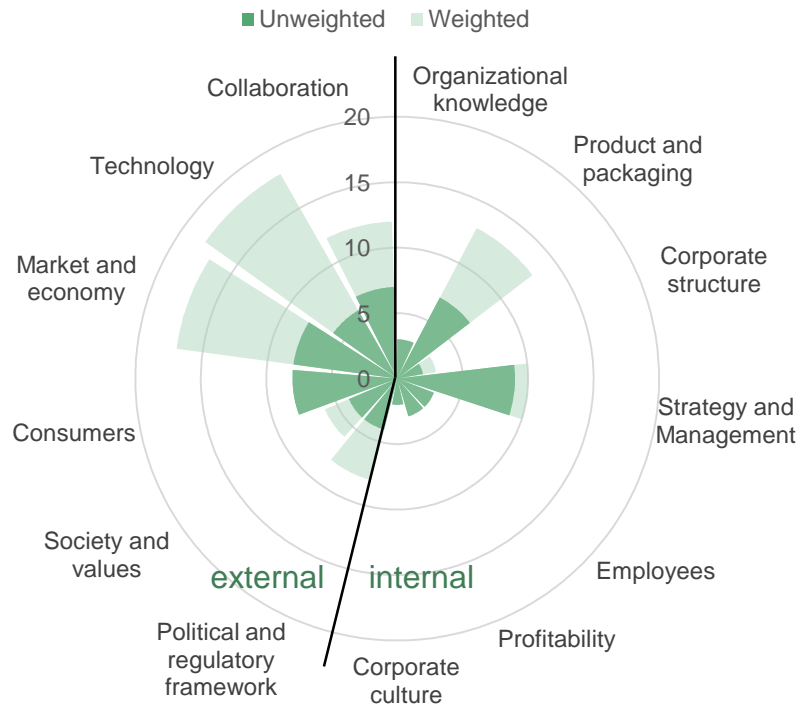 Unweighted Weighted
Collaboration
Organizational
knowledge
Product and
packaging
Corporate
structure
Strategy and
Management
Employees
Profitability
Corporate
culture
Political and
regulatory
framework
Society and
values
Consumers
Market and
economy
Technology
20
15
10
5
0
external
internal